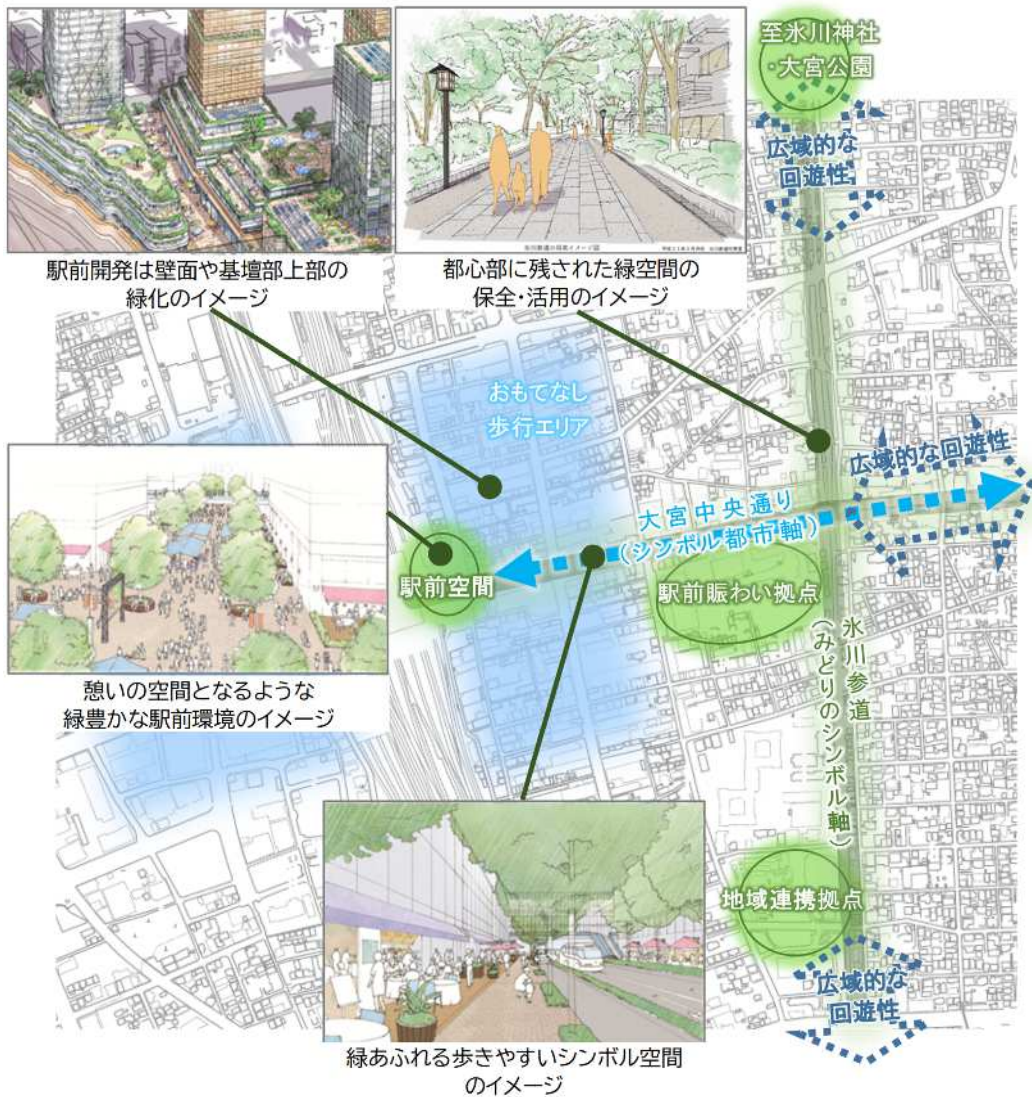 至氷川神社
・大宮公園
広域的な
回遊性
駅前開発は壁面や基壇部上部の
緑化のイメージ
都心部に残された緑空間の
保全・活用のイメージ
おもてなし
歩行エリア
広域的な回遊性
大宮中央通り
(シンボル都市軸)
駅前空間
駅前賑わい拠点
氷川参道
(みどりのシンボル軸)
憩いの空間となるような
緑豊かな駅前環境のイメージ
地域連携拠点
広域的な
回遊性
緑あふれる歩きやすいシンボル空間
のイメージ